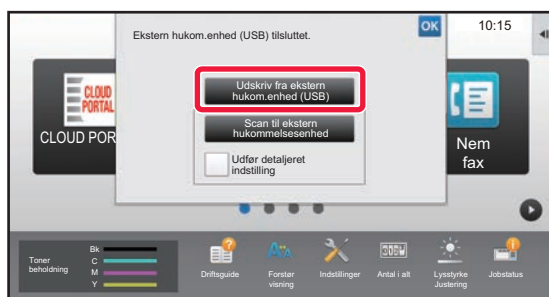 Ekstern hukom.enhed (USB) tilsluttet.
OK
10:15
Udskriv fra ekstern
hukom.enhed (USB)
Scan til ekstern
hukommelsesenhed
Udfør detaljeret
indstilling
CLOUD
PORTAL
CLOUD POR
Nem
fax
Toner
beholdning
Bk
C
M
Y
Driftsguide
Forstør
visning
Indstillinger
Antal i alt
Lysstyrke
Justering
Jobstatus